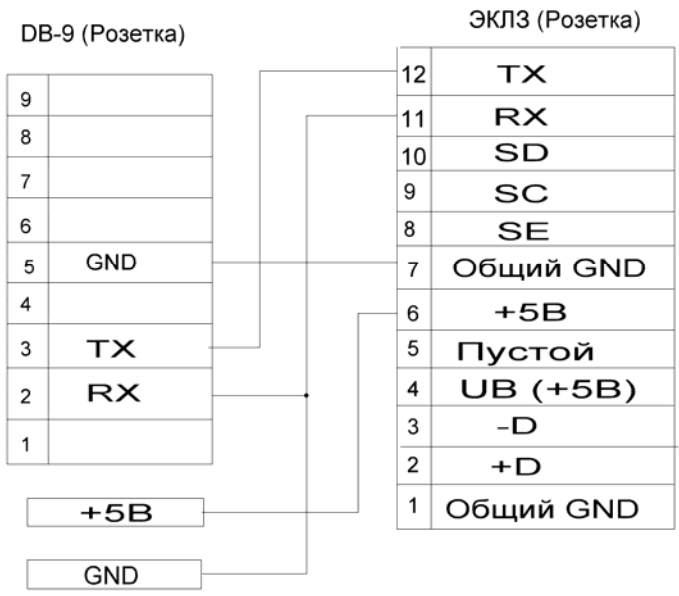 DB-9 (Розетка)
9
8
7
6
5 GND
4
3 TX
2 RX
1
+5В
GND
ЭКЛЗ (Розетка)
12 TX
11 RX
10 SD
9 SC
8 SE
7 Общий GND
6 +5В
5 Пустой
4 UB (+5В)
3 -D
2 +D
1 Общий GND